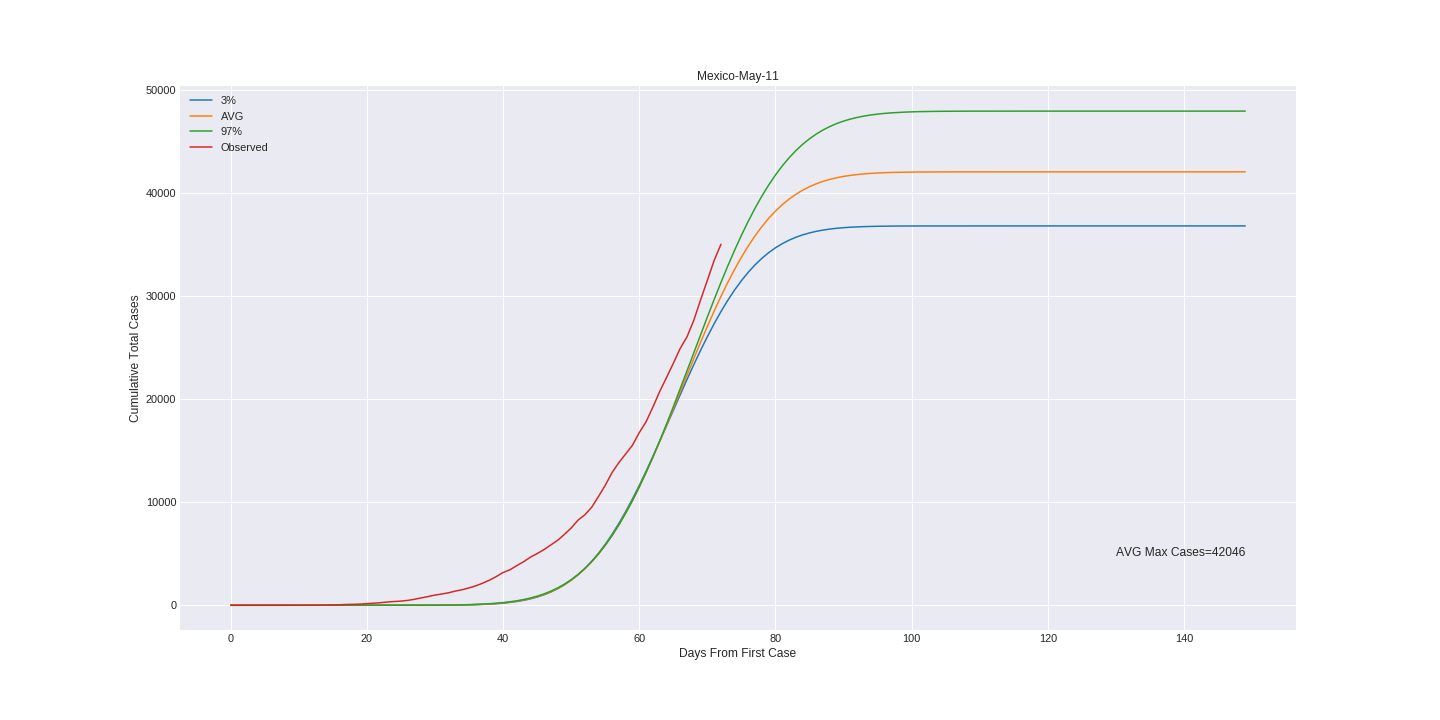 Mexico-May-11
50000
40000
30000
20000
10000
0
Cumulative Total Cases
3%
AVG
97%
Observed
AVG Max Cases=42046
0 20 40 60 80 100 120 140
Days From First Case